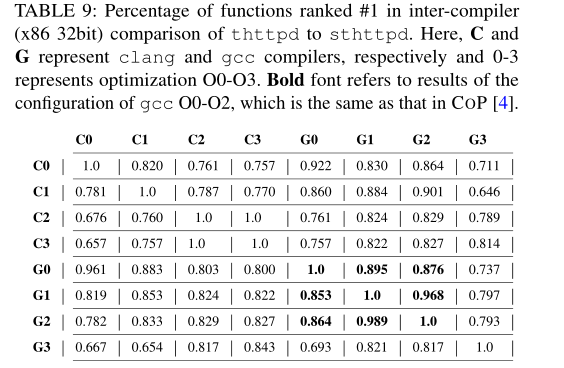 TABLE 9: Percentage of functions ranked #1 in inter-compiler
(x86 32bit) comparison of thttpd to sthttpd. Here, C and
G represent clang and gcc compilers, respectively and 0-3
represents optimization O0-O3. Bold font refers to results of the
configuration of gcc O0-O2, which is the same as that in COP [4].
C0 C1 C2 C3 G0 G1 G2 G3
C0 | 1.0 | 0.820 | 0.761 | 0.757 | 0.922 | 0.830 | 0.864 | 0.711 |
C1 | 0.781 | 1.0 | 0.787 | 0.770 | 0.860 | 0.884 | 0.901 | 0.646 |
C2 | 0.676 | 0.760 | 1.0 | 1.0 | 0.761 | 0.824 | 0.829 | 0.789 |
C3 | 0.657 | 0.757 | 1.0 | 1.0 | 0.757 | 0.822 | 0.827 | 0.814 |
G0 | 0.961 | 0.883 | 0.803 | 0.800 | 1.0 | 0.895 | 0.876 | 0.737 |
G1 | 0.819 | 0.853 | 0.824 | 0.822 | 0.853 | 1.0 | 0.968 | 0.797 |
G2 | 0.782 | 0.833 | 0.829 | 0.827 | 0.864 | 0.989 | 1.0 | 0.793 |
G3 | 0.667 | 0.654 | 0.817 | 0.843 | 0.693 | 0.821 | 0.817 | 1.0 |